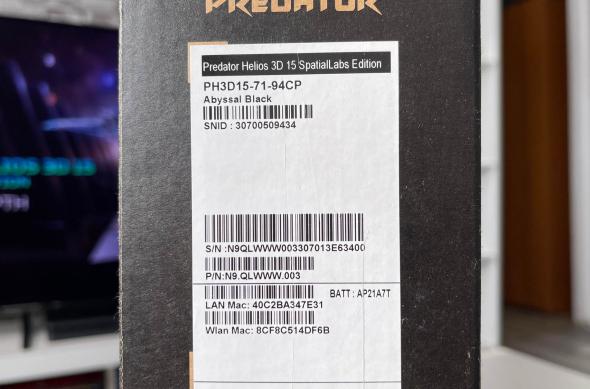 PREDATOR
Predator Helios 3D 15 SpatialLabs Edition
PH3D15-71-94CP
Abyssal Black
SNID : 30700509434
S/N :N9QLWWW003307013E63400
P/N:N9.QLWWW.003
BATT : AP21A7T
LAN Mac: 40C2BA347E31
Wlan Mac: 8CF8C514DF6B